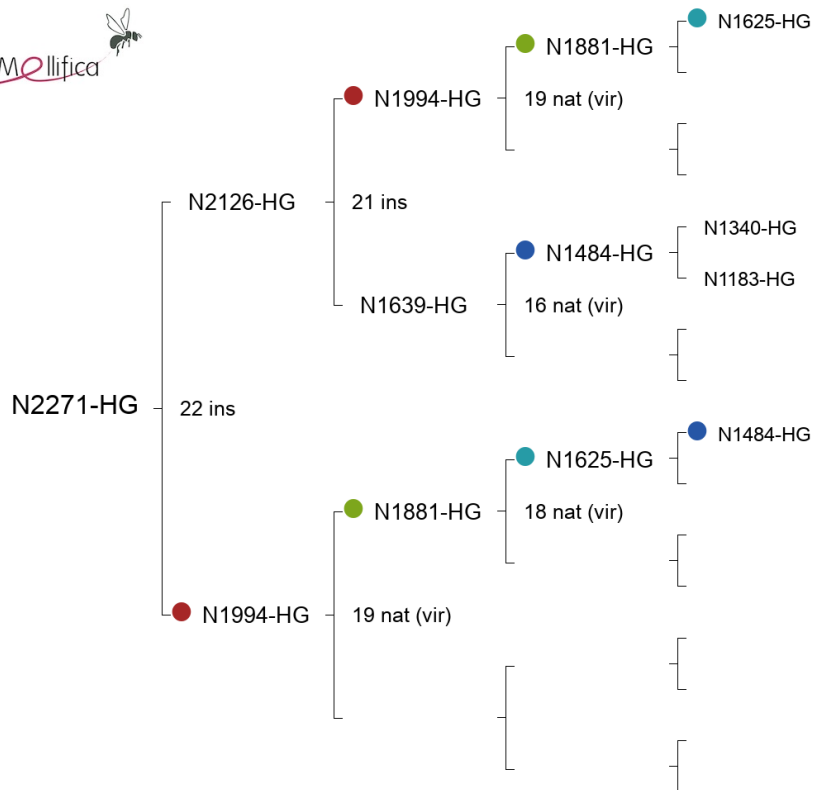 Mellifica
N1625-HG
N1881-HG
N1994-HG
19 nat (vir)
N2126-HG
21 ins
N1484-HG
N1340-HG
N1183-HG
N1639-HG
16 nat (vir)
N2271-HG
22 ins
N1484-HG
N1625-HG
N1881-HG
18 nat (vir)
N1994-HG
19 nat (vir)